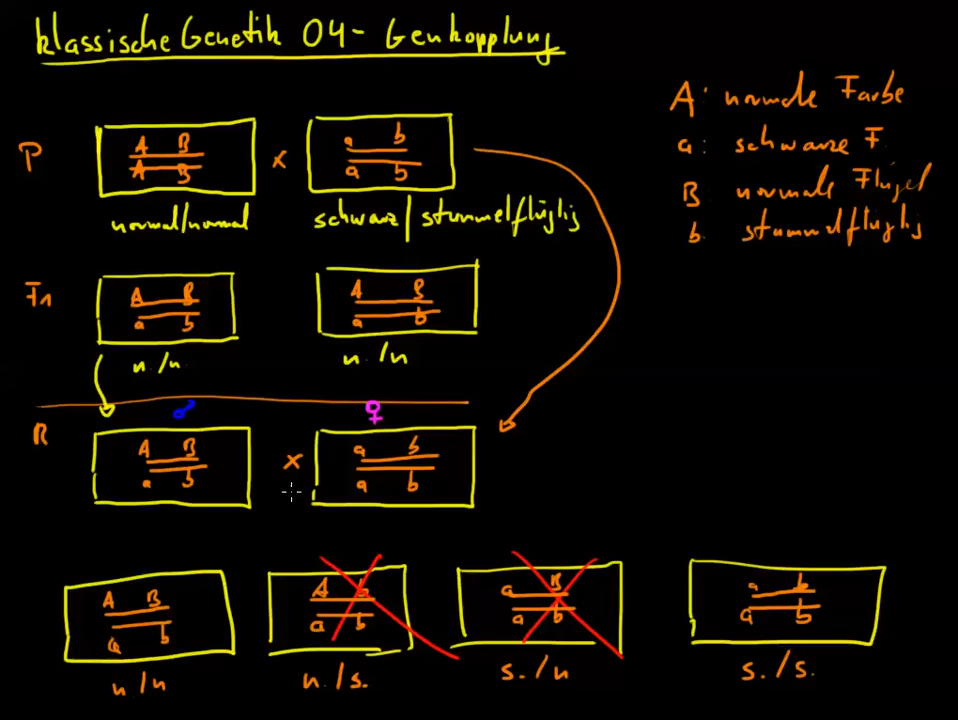 klassische Genetik 04 - Genkopplung
A: normale Farbe
a: schwarze F.
B normale Flügel
b. stummelflüglig
P
A B
A B
x
a b
a b
normal/normal
schwarz/stummelflüglig
F1
A B
a b
A B
a b
n./n.
n./n
♂
♀
R
A B
a b
x
a b
a b
A B
a b
A b
a b
a B
a b
a b
a b
n/n
n./s.
s./n
s./s.